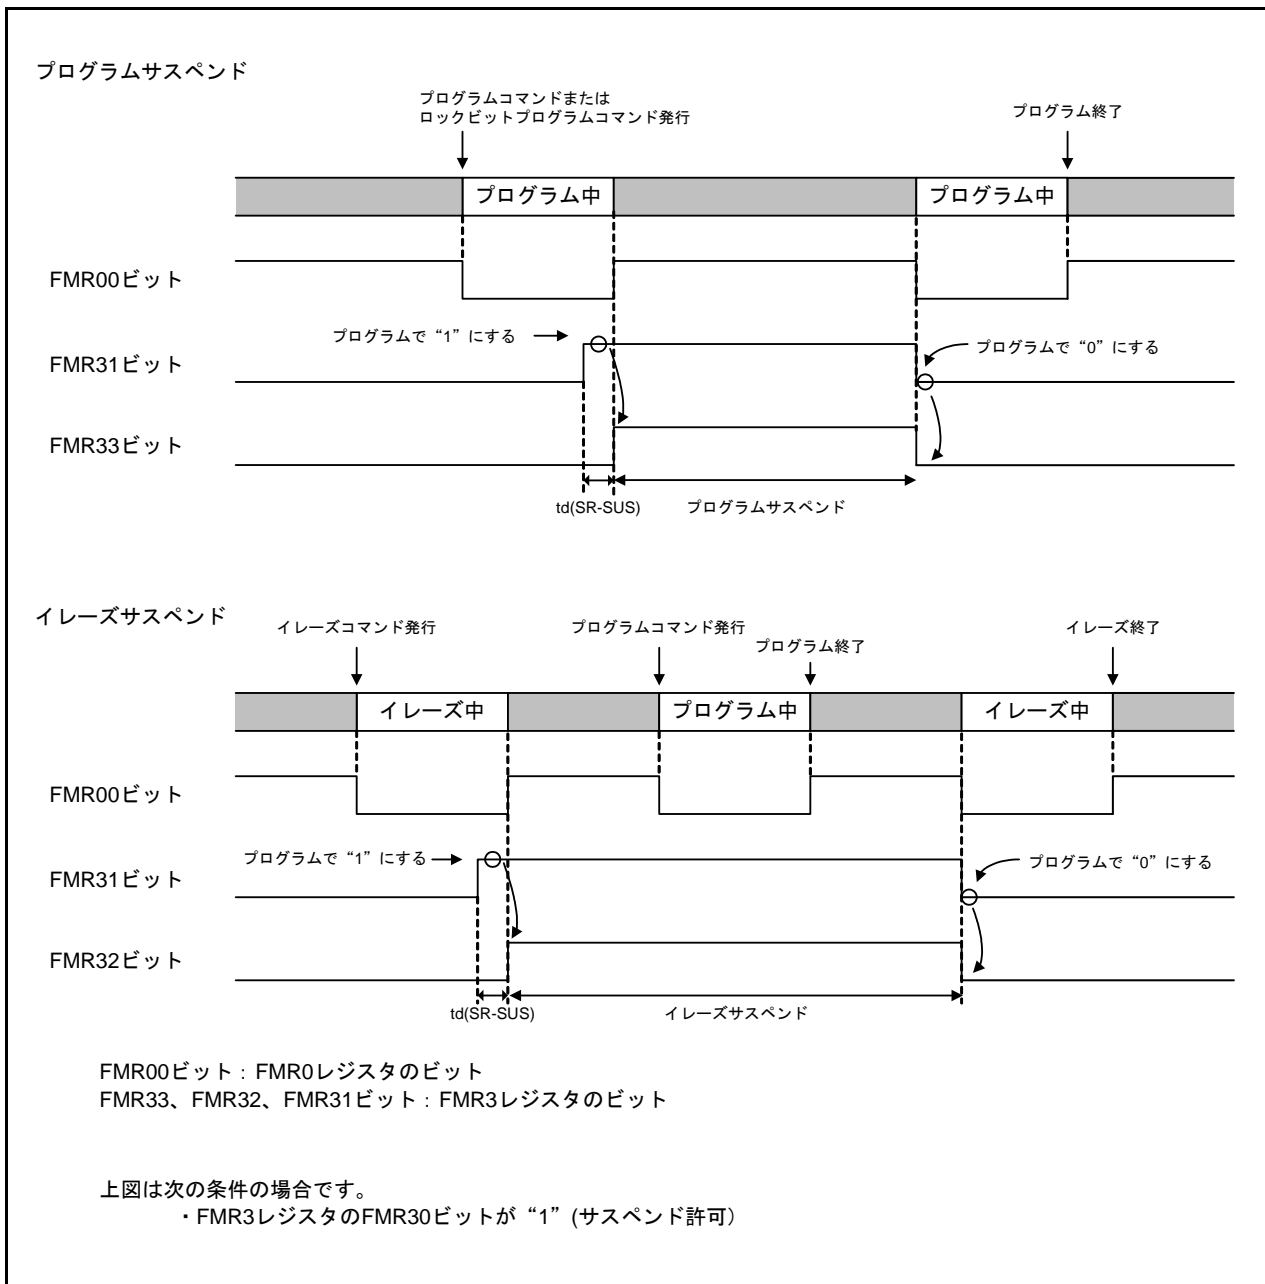 プログラムサスペンド
プログラムコマンドまたは
ロックビットプログラムコマンド発行
プログラム終了
プログラム中
プログラム中
FMR00ビット
プログラムで“1”にする
プログラムで“0”にする
FMR31ビット
FMR33ビット
td(SR-SUS)
プログラムサスペンド
イレーズサスペンド
イレーズコマンド発行
プログラムコマンド発行
プログラム終了
イレーズ終了
イレーズ中
プログラム中
イレーズ中
FMR00ビット
プログラムで“1”にする
プログラムで“0”にする
FMR31ビット
FMR32ビット
td(SR-SUS)
イレーズサスペンド
FMR00ビット：FMR0レジスタのビット
FMR33、FMR32、FMR31ビット：FMR3レジスタのビット
上図は次の条件の場合です。
・FMR3レジスタのFMR30ビットが“1”(サスペンド許可）